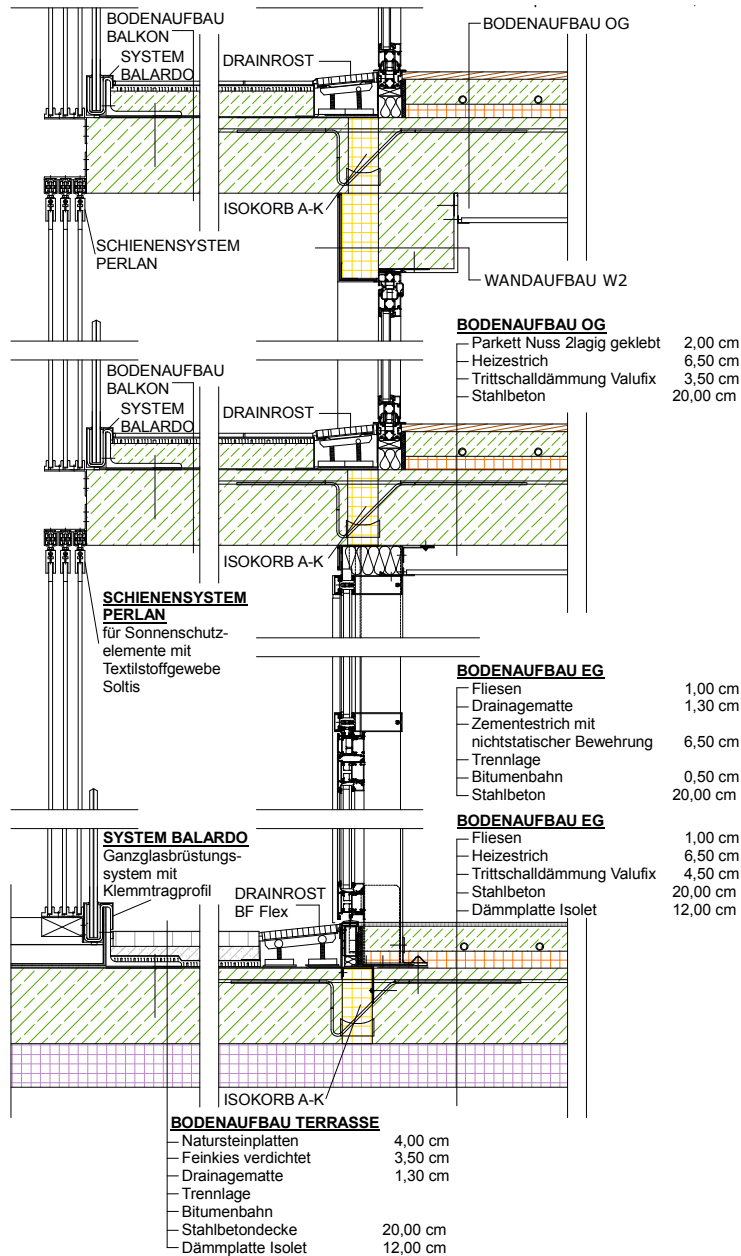 BODENAUFBAU
BALKON
SYSTEM
BALARDO
DRAINROST
BODENAUFBAU OG
ISOKORB A-K
SCHIENENSYSTEM
PERLAN
WANDAUFBAU W2
BODENAUFBAU OG
Parkett Nuss 2lagig geklebt 2,00 cm
Heizestrich 6,50 cm
Trittschalldämmung Valufix 3,50 cm
Stahlbeton 20,00 cm
BODENAUFBAU
BALKON
SYSTEM
BALARDO
DRAINROST
ISOKORB A-K
SCHIENENSYSTEM
PERLAN
für Sonnenschutz-
elemente mit
Textilstoffgewebe
Soltis
BODENAUFBAU EG
Fliesen 1,00 cm
Drainagematte 1,30 cm
Zementestrich mit
nichtstatischer Bewehrung 6,50 cm
Trennlage
Bitumenbahn 0,50 cm
Stahlbeton 20,00 cm
BODENAUFBAU EG
Fliesen 1,00 cm
Heizestrich 6,50 cm
Trittschalldämmung Valufix 4,50 cm
Stahlbeton 20,00 cm
Dämmplatte Isolet 12,00 cm
SYSTEM BALARDO
Ganzglasbrüstungs-
system mit
Klemmtragprofil
DRAINROST
BF Flex
ISOKORB A-K
BODENAUFBAU TERRASSE
Natursteinplatten 4,00 cm
Feinkies verdichtet 3,50 cm
Drainagematte 1,30 cm
Trennlage
Bitumenbahn
Stahlbetondecke 20,00 cm
Dämmplatte Isolet 12,00 cm